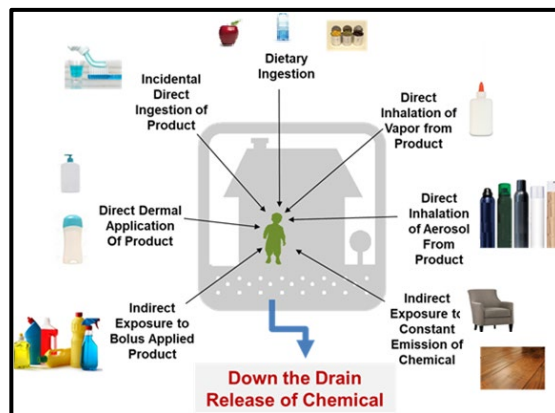 Dietary
Ingestion
Incidental
Direct
Ingestion of
Product
Direct
Inhalation of
Vapor from
Product
Direct Dermal
Application
Of Product
Direct
Inhalation
of Aerosol
From
Product
Indirect
Exposure to
Bolus Applied
Product
Indirect
Exposure to
Constant
Emission of
Chemical
Down the Drain
Release of Chemical